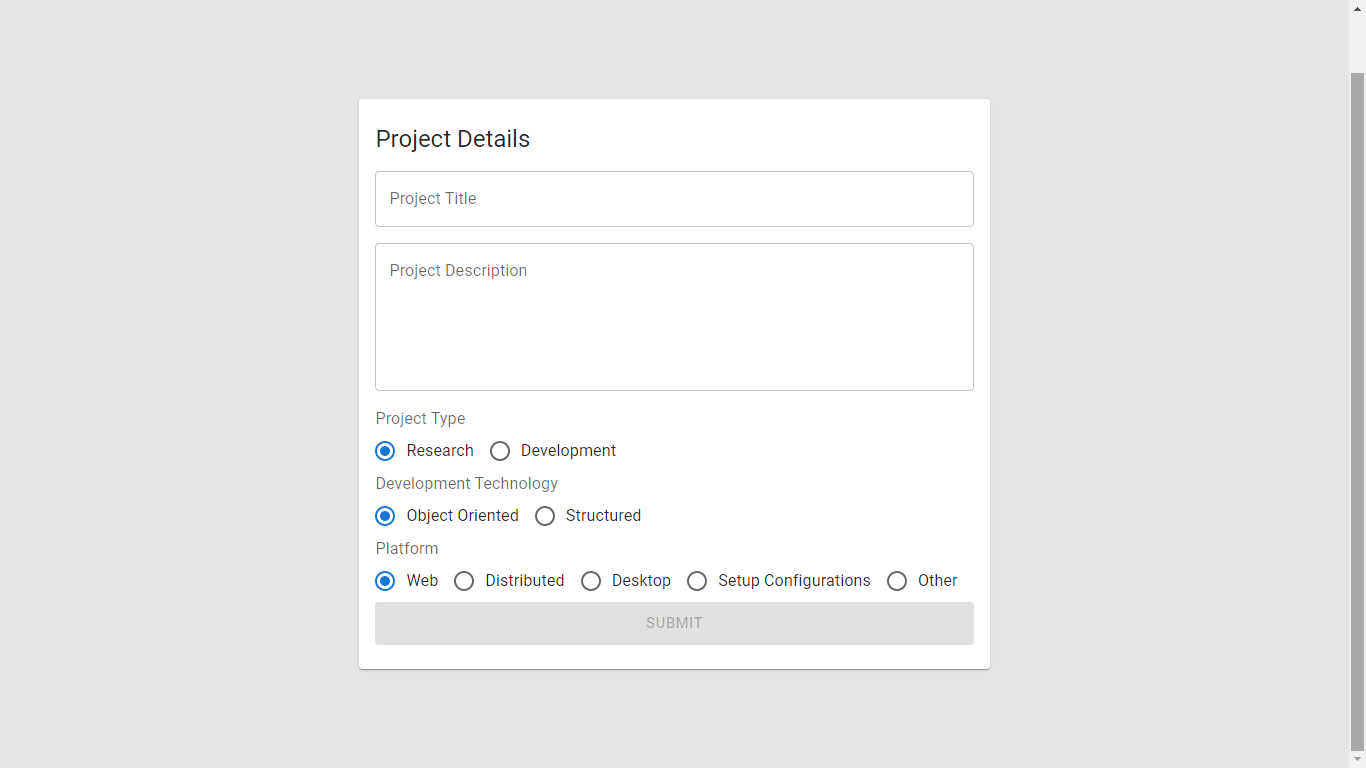 Project Details
Project Title
Project Description
Project Type
Research Development
Development Technology
Object Oriented Structured
Platform
Web Distributed Desktop Setup Configurations Other
SUBMIT